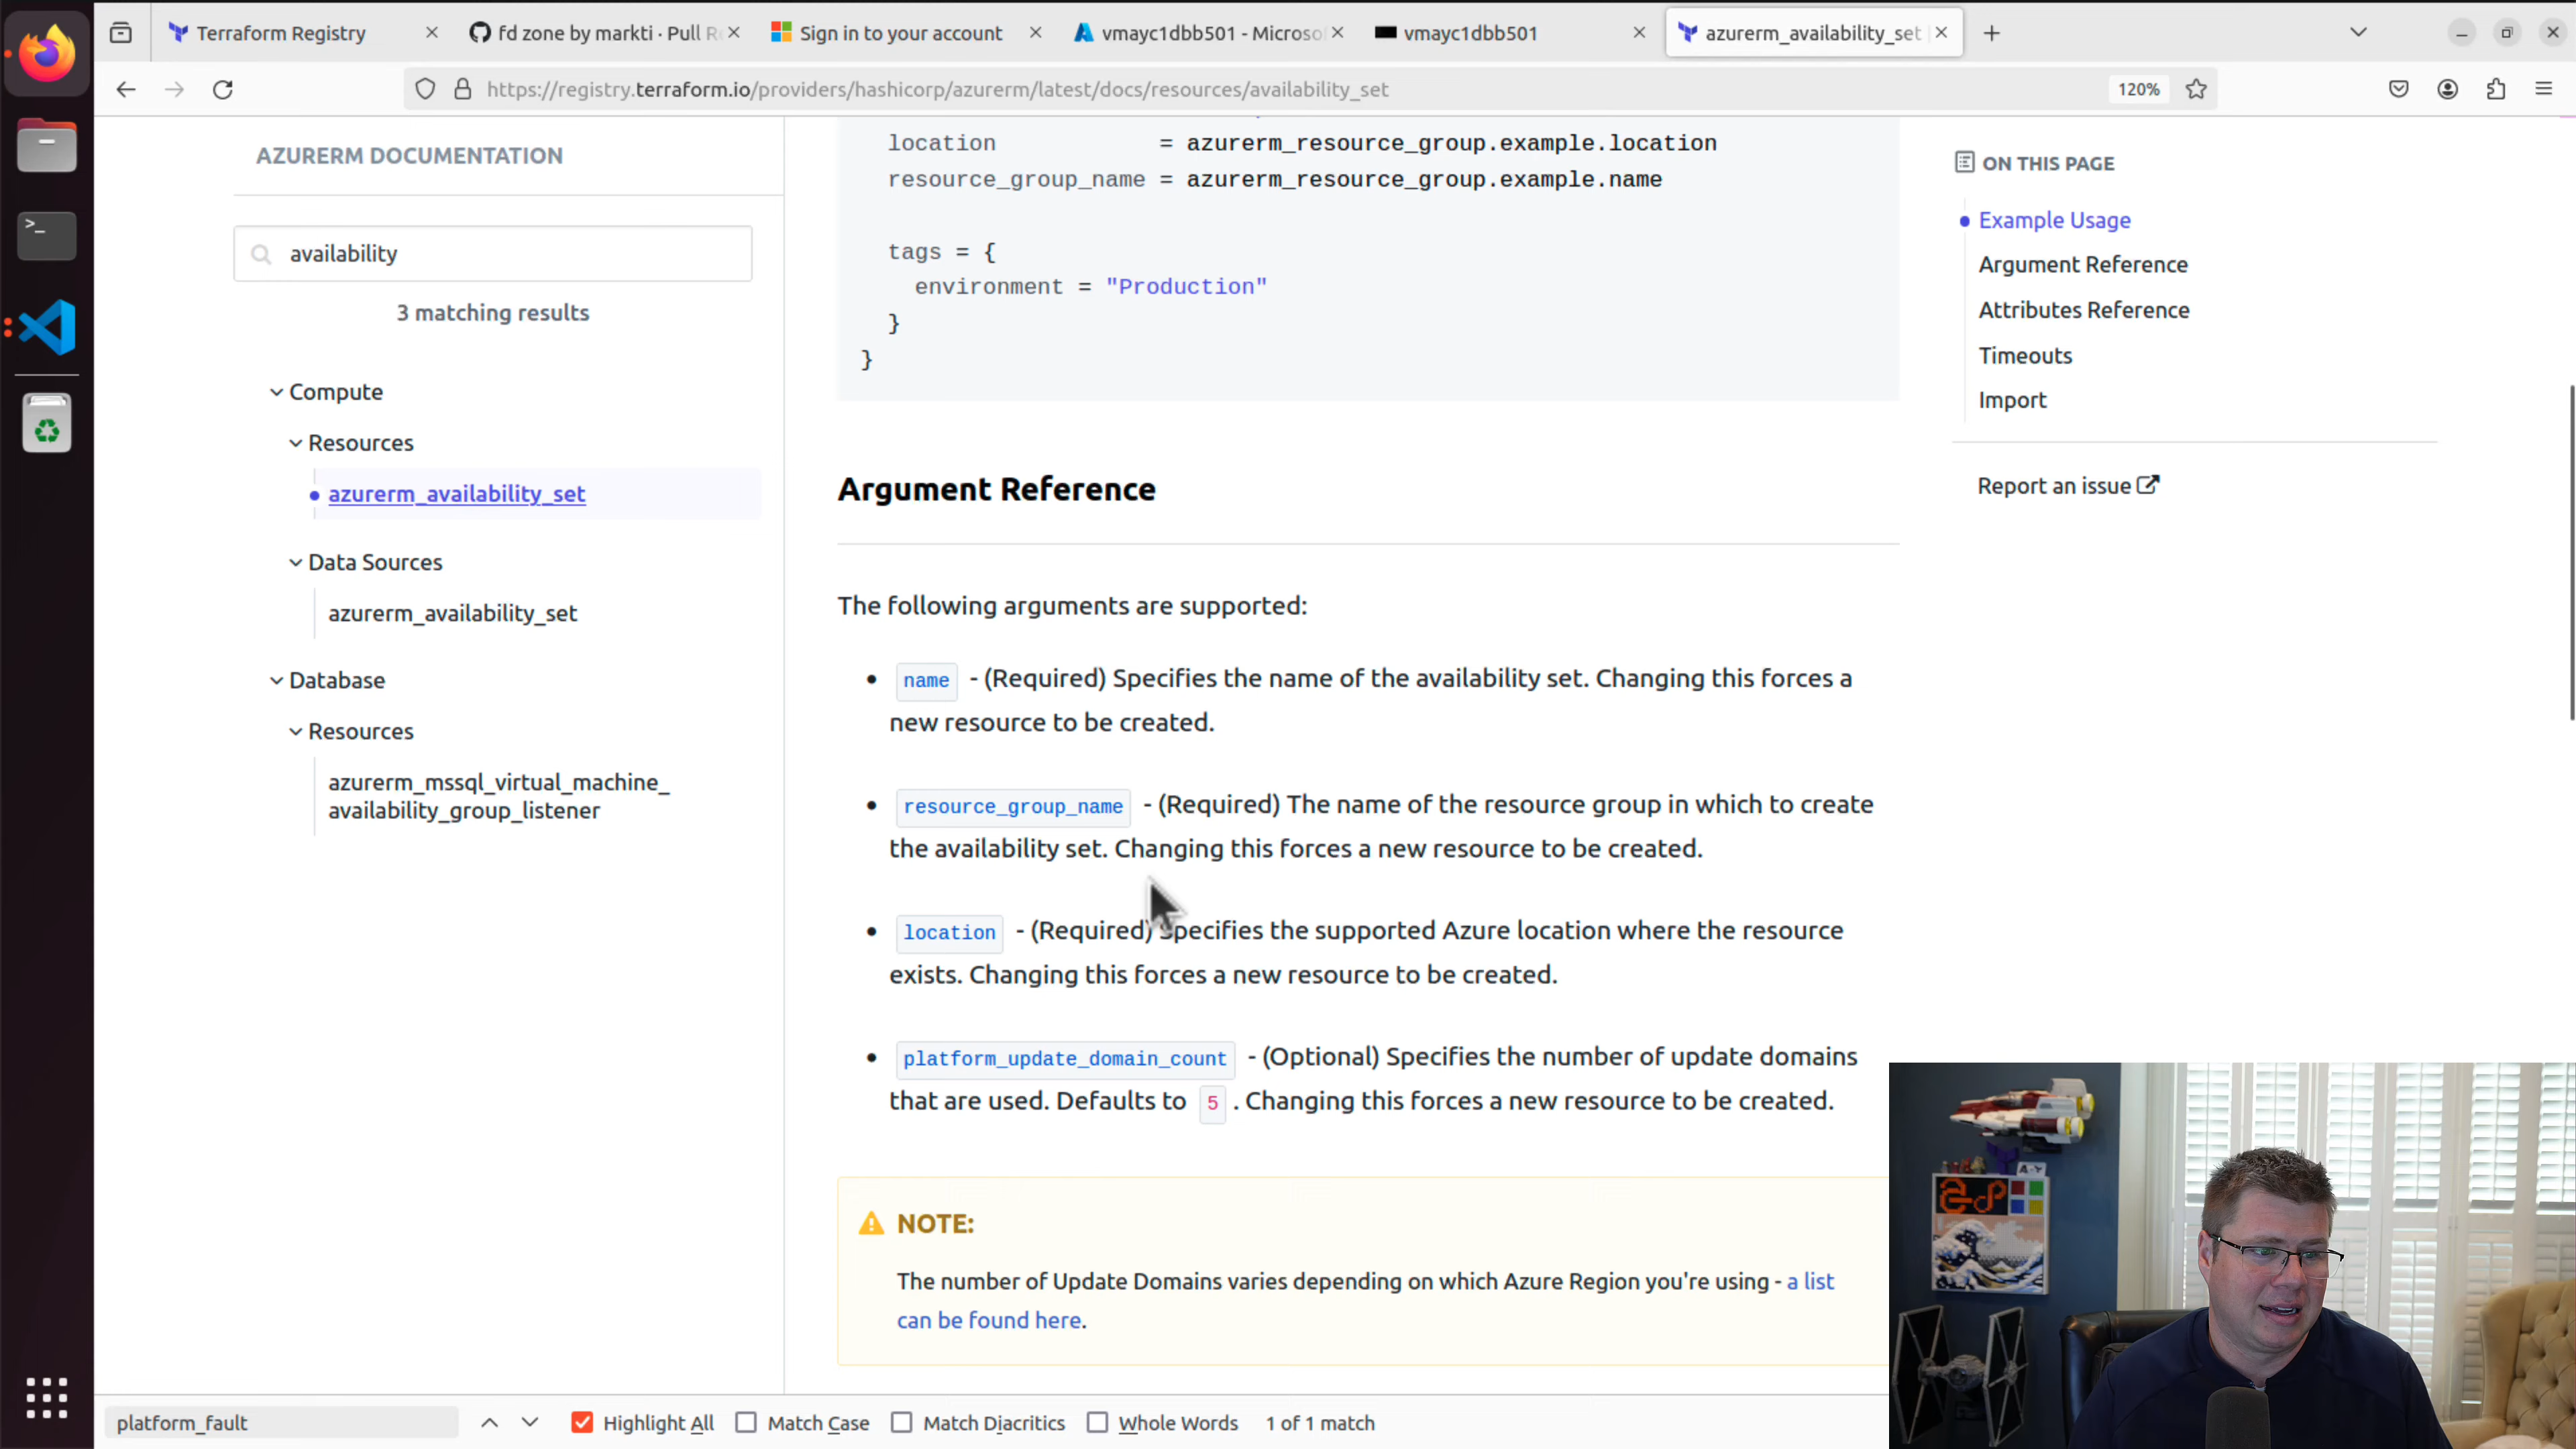 Terraform Registry
fd zone by markti · Pull R
Sign in to your account
vmayc1dbb501 - Microso
vmayc1dbb501
azurerm_availability_set
https://registry.terraform.io/providers/hashicorp/azurerm/latest/docs/resources/availability_set
120%
AZURERM DOCUMENTATION
availability
3 matching results
Compute
Resources
azurerm_availability_set
Data Sources
azurerm_availability_set
Database
Resources
azurerm_mssql_virtual_machine_
availability_group_listener
location = azurerm_resource_group.example.location
resource_group_name = azurerm_resource_group.example.name
tags = {
environment = "Production"
}
}
Argument Reference
The following arguments are supported:
name - (Required) Specifies the name of the availability set. Changing this forces a
new resource to be created.
resource_group_name - (Required) The name of the resource group in which to create
the availability set. Changing this forces a new resource to be created.
location - (Required) Specifies the supported Azure location where the resource
exists. Changing this forces a new resource to be created.
platform_update_domain_count - (Optional) Specifies the number of update domains
that are used. Defaults to 5 . Changing this forces a new resource to be created.
NOTE:
The number of Update Domains varies depending on which Azure Region you're using - a list
can be found here.
ON THIS PAGE
Example Usage
Argument Reference
Attributes Reference
Timeouts
Import
Report an issue
platform_fault
Highlight All
Match Case
Match Diacritics
Whole Words
1 of 1 match